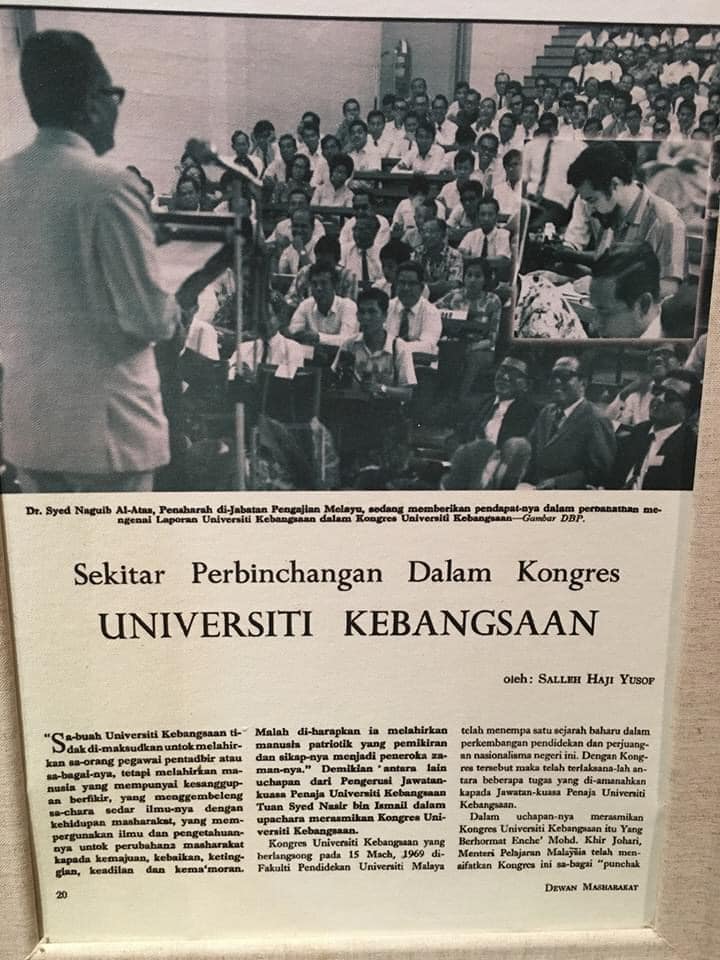 Dr. Syed Naguib Al-Atas, Pensharah di-Jabatan Pengajian Melayu, sedang memberikan pendapat-nya dalam perbahathan me-
ngenai Laporan Universiti Kebangsaan dalam Kongres Universiti Kebangsaan—Gambar DBP.
Sekitar Perbinchangan Dalam Kongres
UNIVERSITI KEBANGSAAN
oleh: SALLEH HAJI YUSOF
"Sa-buah Universiti Kebangsaan ti-
dak di-maksudkan untok melahir-
kan sa-orang pegawai pentadbir atau
sa-bagai-nya, tetapi melahirkan ma-
nusia yang mempunyai kesanggup-
an berfikir, yang menggembeleng
sa-chara sedar ilmu-nya dengan
kehidupan masharakat, yang mem-
pergunakan ilmu dan pengetahuan-
nya untok perubahana masharakat
kapada kemajuan, kebaikan, keting-
gian, keadilan dan kema'moran.
Malah di-harapkan ia melahirkan
manusia patriotik yang pemikiran
dan sikap-nya menjadi peneroka za-
man-nya." Demikian 'antara lain
uchapan dari Pengerusi Jawatan-
kuasa Penaja Universiti Kebangsaan
Tuan Syed Nasir bin Ismail dalam
upachara merasmikan Kongres Uni-
versiti Kebangsaan.
Kongres Universiti Kebangsaan yang
berlangsong pada 15 Mach, 1969 di-
Fakulti Pendidekan Universiti Malaya
telah menempa satu sejarah baharu dalam
perkembangan pendidekan dan perjuang-
an nasionalisma negeri ini. Dengan Kong-
res tersebut maka telah terlaksana-lah an-
tara beberapa tugas yang di-amanahkan
kapada Jawatan-kuasa Penaja Universiti
Kebangsaan.
Dalam uchapan-nya merasmikan
Kongres Universiti Kebangsaan itu Yang
Berhormat Enche' Mohd. Khir Johari,
Menteri Pelajaran Malaysia telah men-
sifatkan Kongres ini sa-bagai "punchak
20
DEWAN MASHARAKAT